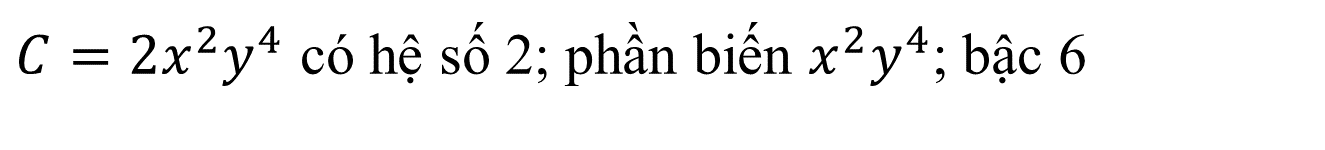 𝐶 = 2𝑥²𝑦⁴ có hệ số 2; phần biến 𝑥²𝑦⁴; bậc 6